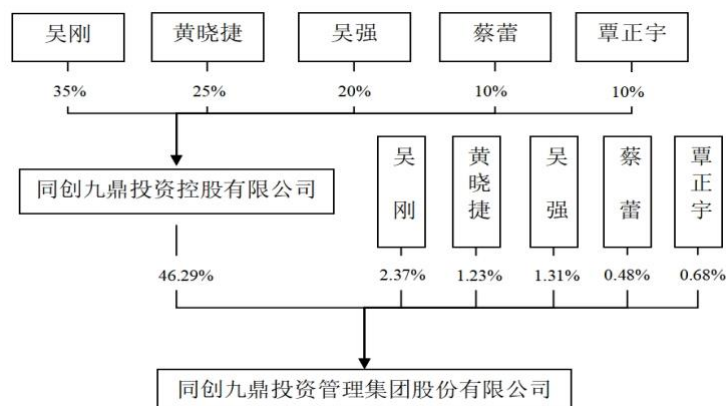 吴刚 黄晓捷 吴强 蔡蕾 覃正宇
35% 25% 20% 10% 10%
同创九鼎投资控股有限公司
吴刚 黄晓捷 吴强 蔡蕾 覃正宇
46.29% 2.37% 1.23% 1.31% 0.48% 0.68%
同创九鼎投资管理集团股份有限公司